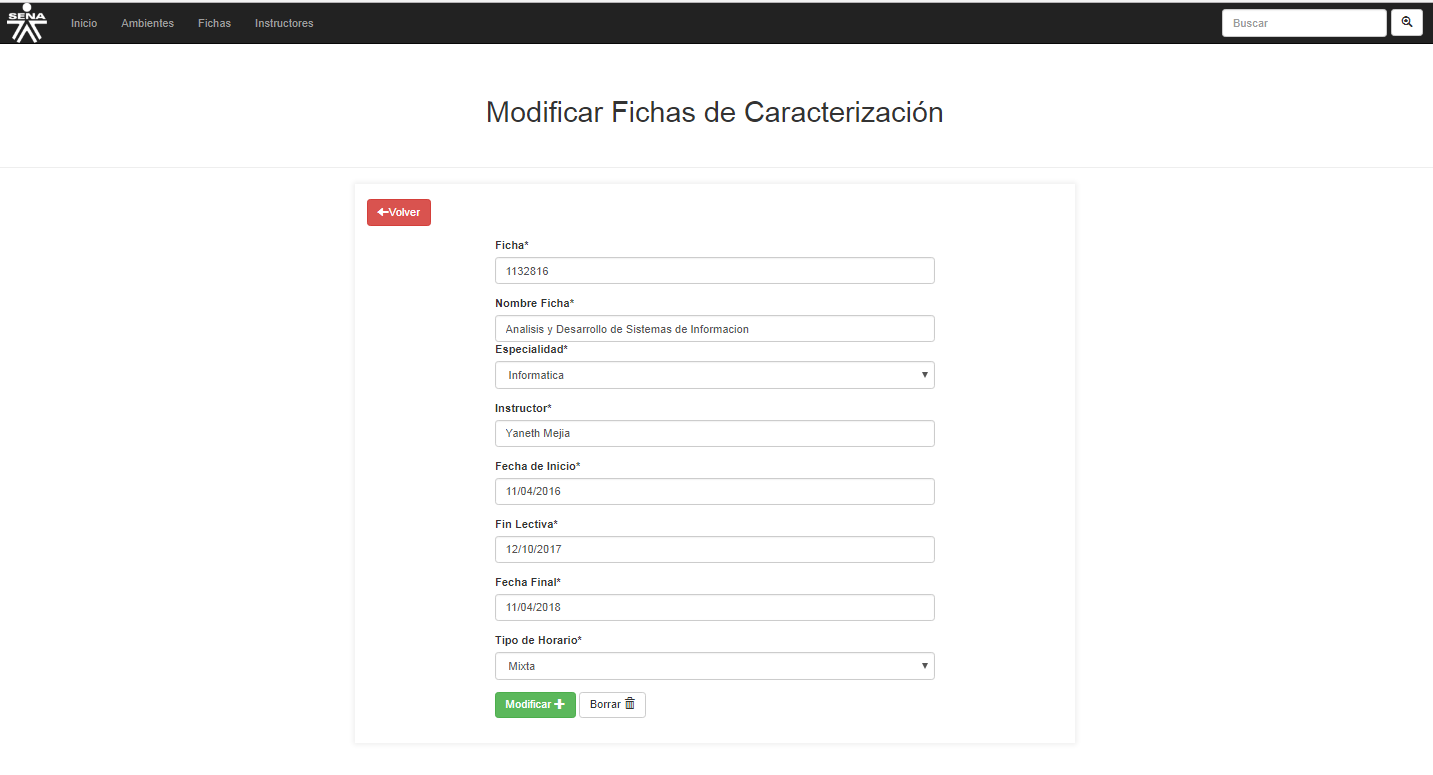 SENA Inicio Ambientes Fichas Instructores Buscar
Modificar Fichas de Caracterización
Volver
Ficha*
1132816
Nombre Ficha*
Analisis y Desarrollo de Sistemas de Informacion
Especialidad*
Informatica
Instructor*
Yaneth Mejia
Fecha de Inicio*
11/04/2016
Fin Lectiva*
12/10/2017
Fecha Final*
11/04/2018
Tipo de Horario*
Mixta
Modificar Borrar